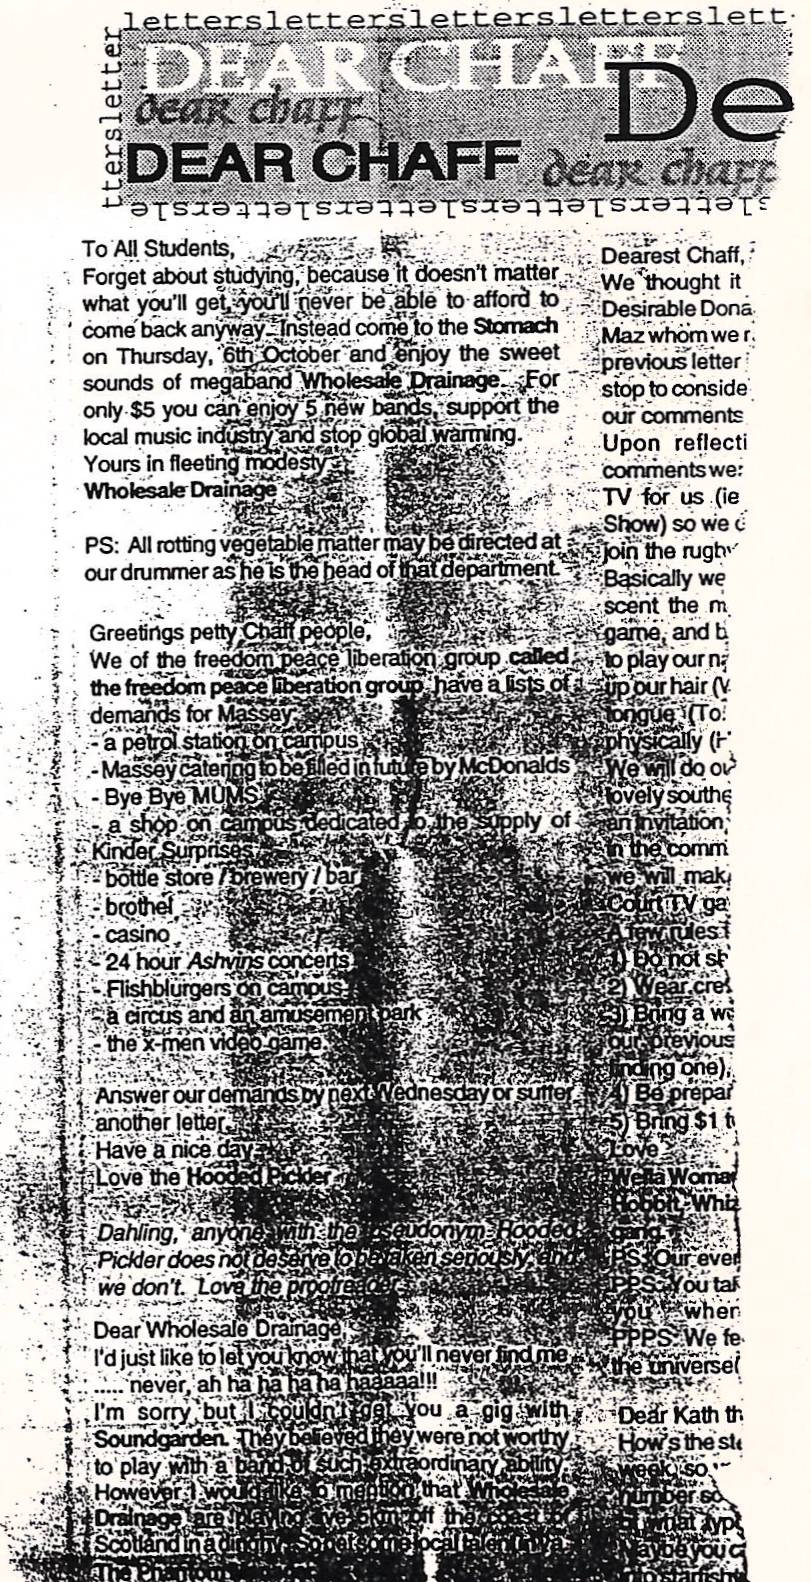 letterslettersletterslettersletterslett
ttersletter
DEAR CHAFF
dear chaff
De
DEAR CHAFF
dear chaff
To All Students,
Forget about studying, because it doesn't matter
what you'll get, you'll never be able to afford to
come back anyway. Instead come to the Stomach
on Thursday, 6th October and enjoy the sweet
sounds of megaband Wholesale Drainage. For
only $5 you can enjoy 5 new bands, support the
local music industry and stop global warming.
Yours in fleeting modesty
Wholesale Drainage
PS: All rotting vegetable matter may be directed at
our drummer as he is the head of that department.
Greetings petty Chaff people,
We of the freedom peace liberation group called
the freedom peace liberation group have a lists of
demands for Massey:
- a petrol station on campus
- Massey catering to be filled in future by McDonalds
- Bye Bye MUMS
- a shop on campus dedicated to the supply of
Kinder Surprises
- bottle store / brewery / bar
- brothel
- casino
- 24 hour Ashvins concerts
- Flishblurgers on campus
- a circus and an amusement park
- the x-men video game.
Answer our demands by next Wednesday or suffer
another letter.
Have a nice day
Love the Hooded Pickler
Dahling, anyone with the pseudonym Hooded
Pickler does not deserve to be taken seriously, and
we don't. Love the proofreader
Dear Wholesale Drainage,
I'd just like to let you know that you'll never find me
..... never, ah ha ha ha ha haaaaa!!!
I'm sorry but I couldn't get you a gig with
Soundgarden. They believed they were not worthy
to play with a band of such extraordinary ability.
However I would like to mention that Wholesale
Drainage are playing live 5km off the coast of
Scotland in a dinghy. So get some local talent
The Phantom
Dearest Chaff,
We thought it
Desirable Dona
Maz whom we
previous letter
stop to conside
our comments
Upon reflecti
comments we
TV for us (ie
Show) so we
join the rugby
Basically we
scent the m
game, and b
to play our
up our hair
tongue (To
physically
We will do
lovely southe
an invitation,
in the comm
we will mak
Court TV ga
A few rules
1) Do not
2) Wear
3) Bring a
our previous
finding one),
4) Be prepar
5) Bring $1
Love
Wella Woma
Hobbit, Whiz
gang.
PS: Our ever
PPS: You
you when
PPPS: We fe
the universe
Dear Kath
How's the
week, so
number so
of what typ
Maybe you
into starfish